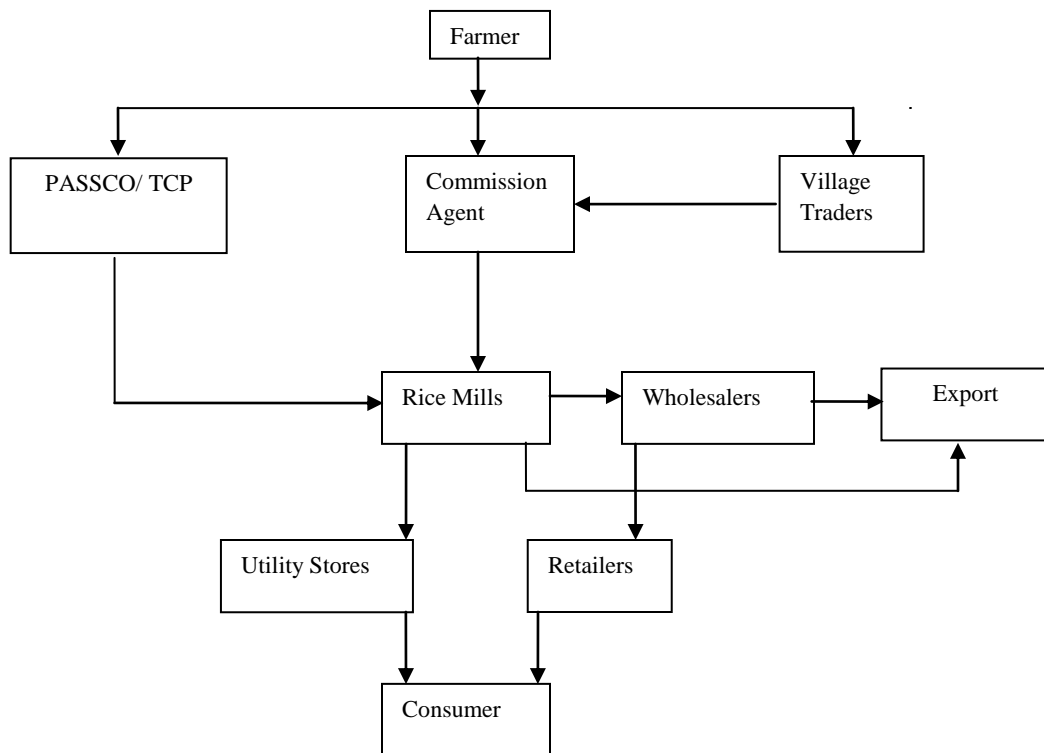 Farmer
PASSCO/ TCP
Commission
Agent
Village
Traders
Rice Mills
Wholesalers
Export
Utility Stores
Retailers
Consumer